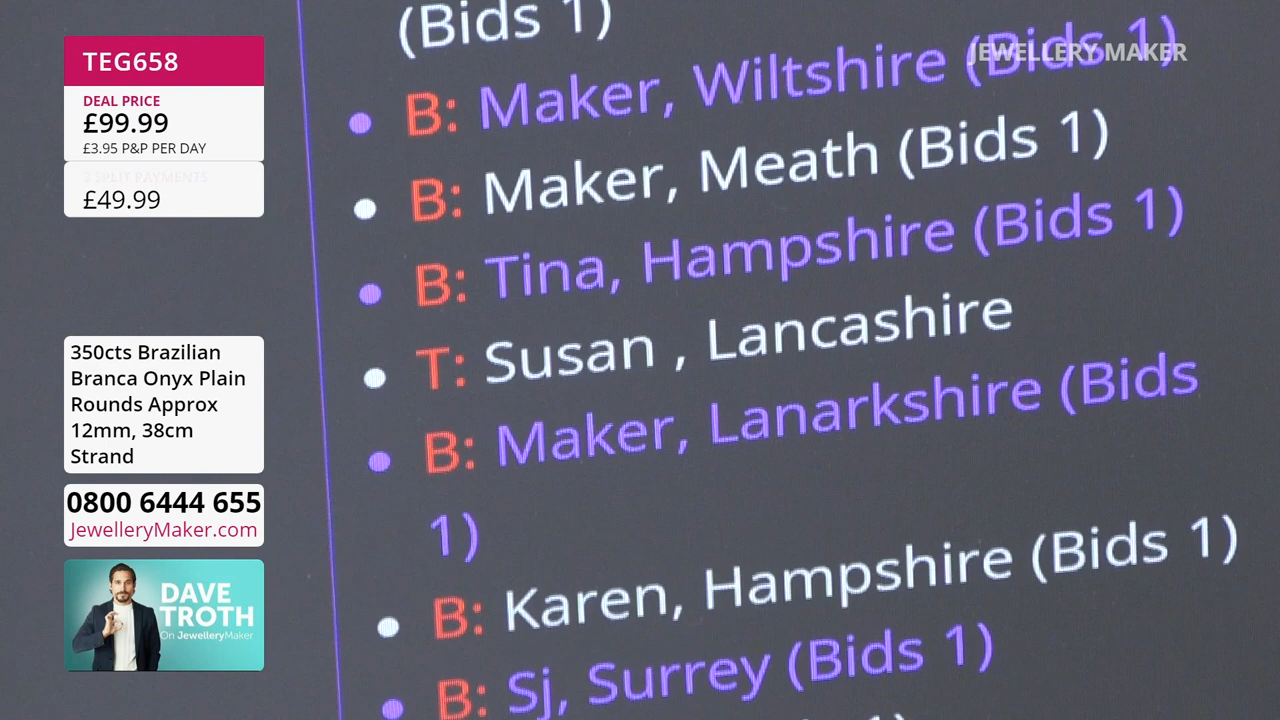 TEG658
DEAL PRICE
£99.99
£3.95 P&P PER DAY
2 SPLIT PAYMENTS
£49.99
350cts Brazilian
Branca Onyx Plain
Rounds Approx
12mm, 38cm
Strand
0800 6444 655
JewelleryMaker.com
DAVE
TROTH
On JewelleryMaker
JEWELLERY MAKER
(Bids 1)
• B: Maker, Wiltshire (Bids 1)
• B: Maker, Meath (Bids 1)
• B: Tina, Hampshire (Bids 1)
• T: Susan , Lancashire
• B: Maker, Lanarkshire (Bids
1)
• B: Karen, Hampshire (Bids 1)
• B: Sj, Surrey (Bids 1)